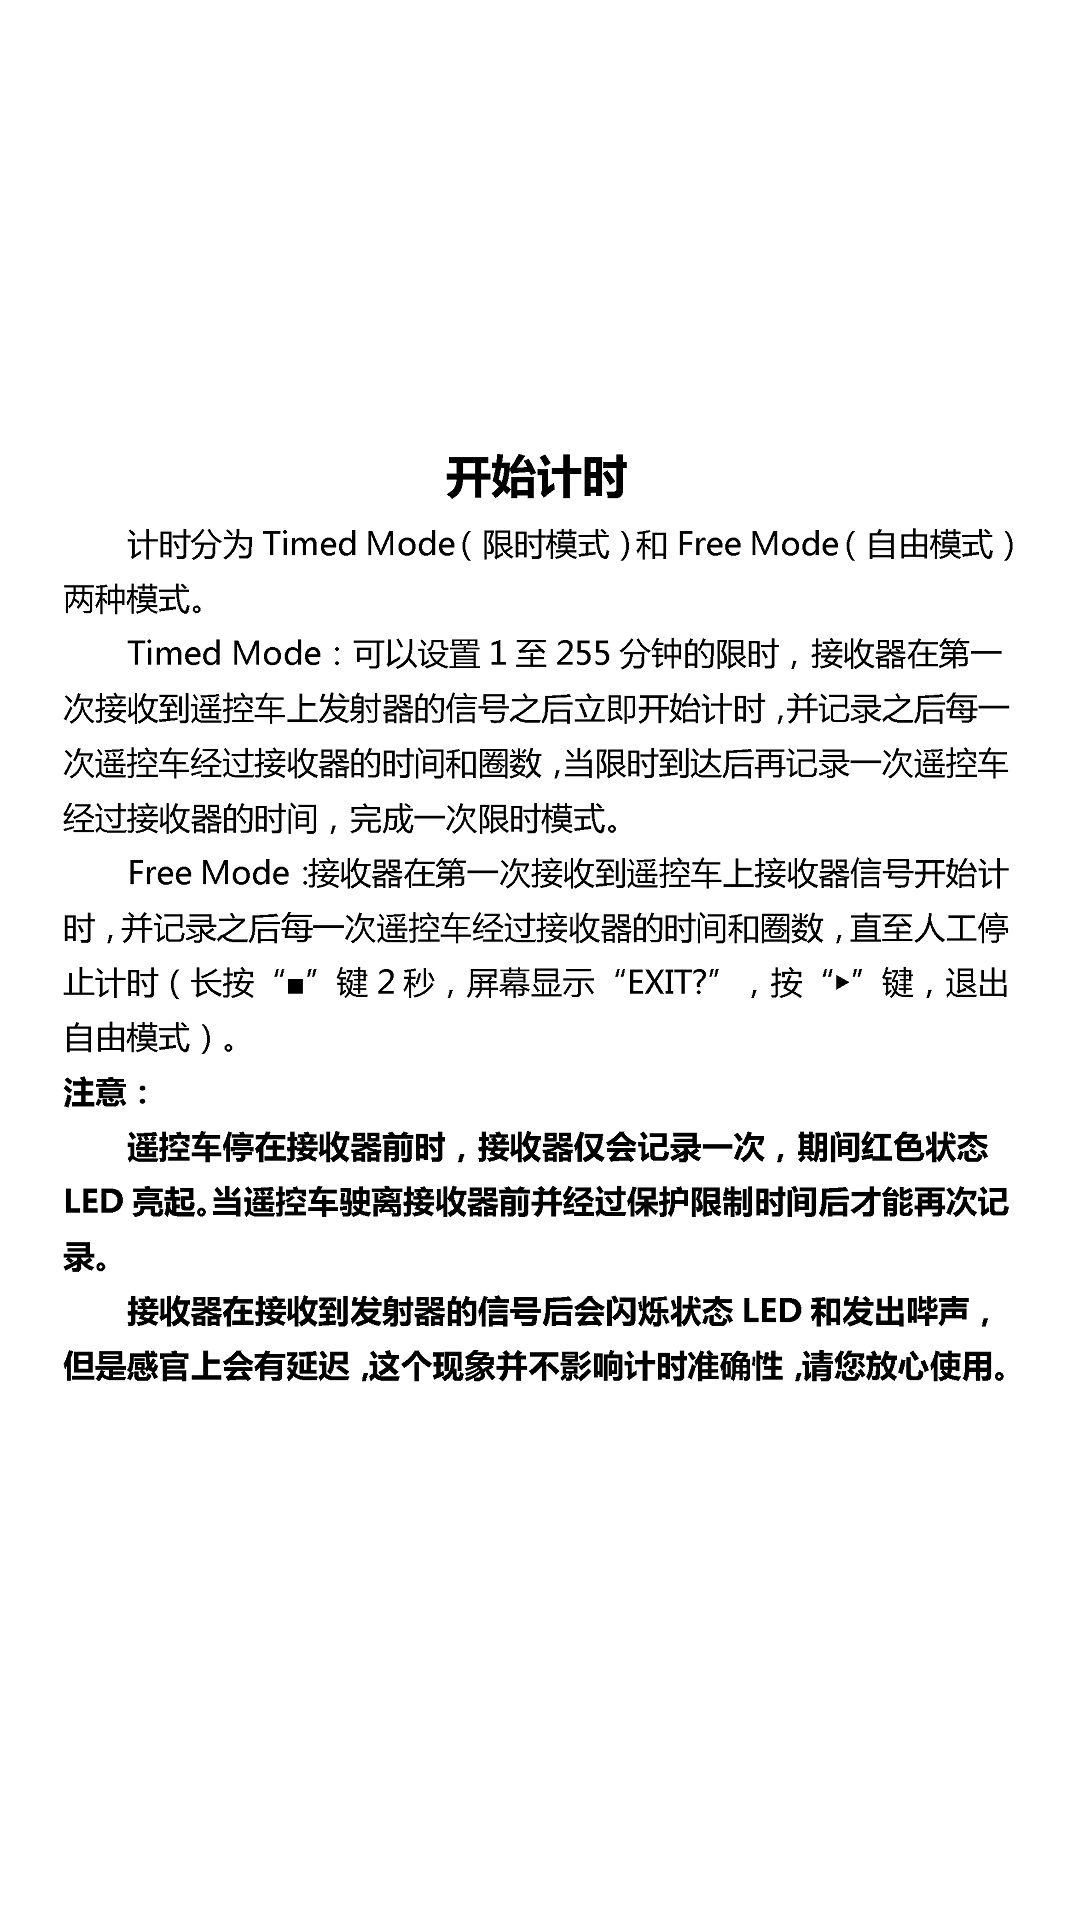 开始计时
计时分为 Timed Mode（限时模式）和 Free Mode（自由模式）
两种模式。
Timed Mode：可以设置 1 至 255 分钟的限时，接收器在第一
次接收到遥控车上发射器的信号之后立即开始计时，并记录之后每一
次遥控车经过接收器的时间和圈数，当限时到达后再记录一次遥控车
经过接收器的时间，完成一次限时模式。
Free Mode：接收器在第一次接收到遥控车上接收器信号开始计
时，并记录之后每一次遥控车经过接收器的时间和圈数，直至人工停
止计时（长按“■”键 2 秒，屏幕显示“EXIT?”，按“▶”键，退出
自由模式）。
注意：
遥控车停在接收器前时，接收器仅会记录一次，期间红色状态
LED 亮起。当遥控车驶离接收器前并经过保护限制时间后才能再次记
录。
接收器在接收到发射器的信号后会闪烁状态 LED 和发出哔声，
但是感官上会有延迟，这个现象并不影响计时准确性，请您放心使用。